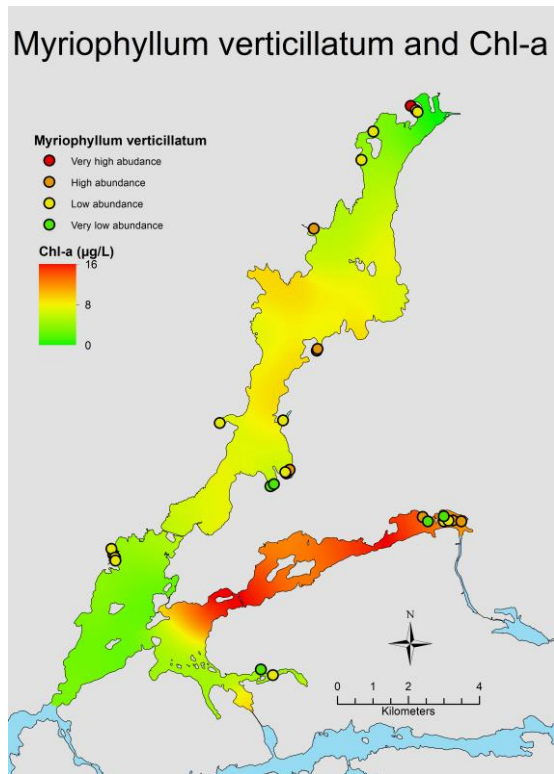 Myriophyllum verticillatum and Chl-a
Myriophyllum verticillatum
Very high abudance
High abundance
Low abundance
Very low abundance
Chl-a (µg/L)
16
8
0
N
0 1 2 4
Kilometers